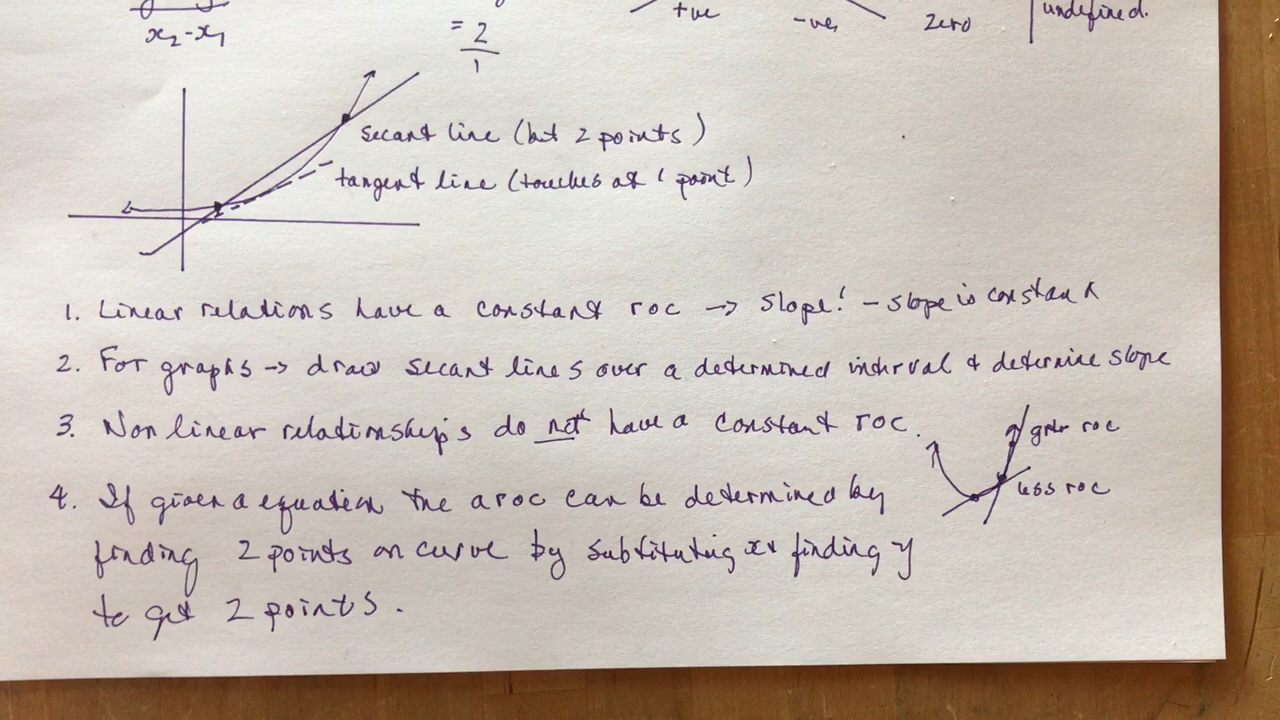 +ve -ve zero undefined.
x₂-x₁
= 2
1
secant line (bt 2 points)
tangent line (touches at 1 point)
1. Linear relations have a constant roc → slope! - slope is constant
2. For graphs → draw secant lines over a determined interval & determine slope
3. Non linear relationships do not have a constant roc.
grtr roc
less roc
4. If given a equation the aroc can be determined by
finding 2 points on curve by substituting x & finding y
to get 2 points.